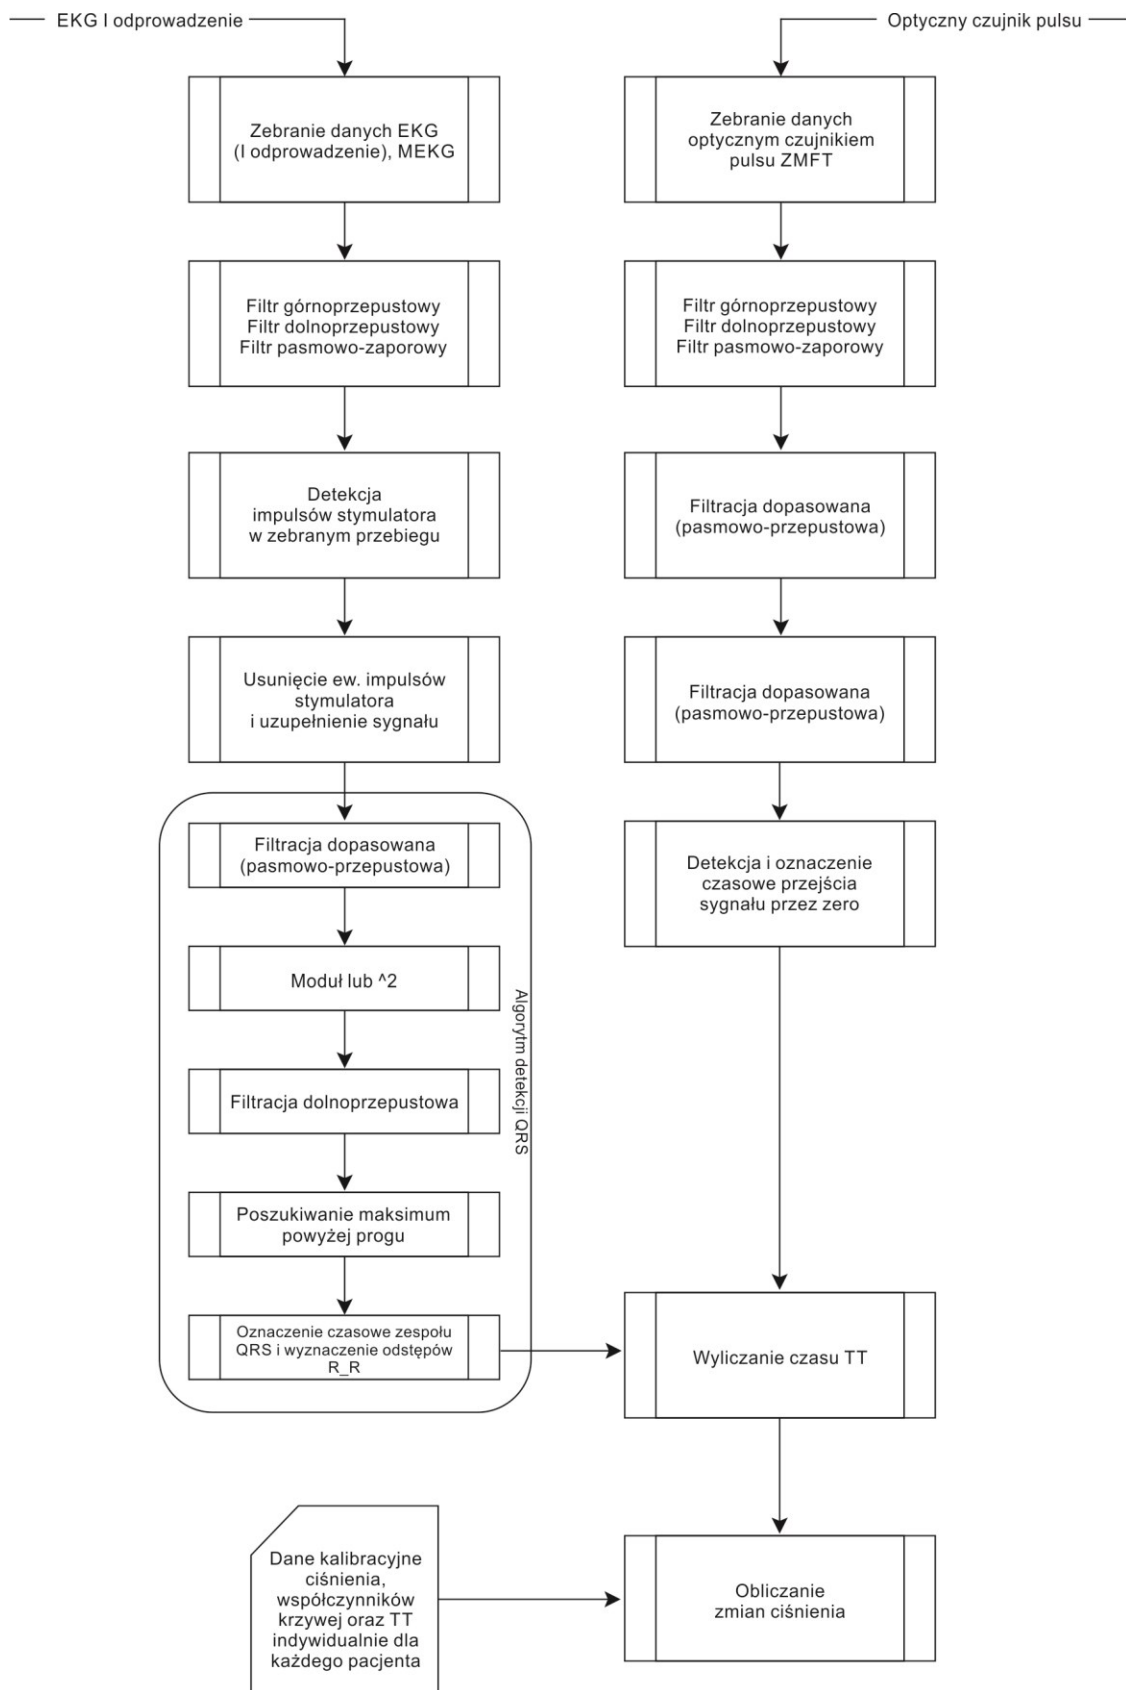 EKG I odprowadzenie
Optyczny czujnik pulsu
Zebranie danych EKG
(I odprowadzenie), MEKG
Filtr górnoprzepustowy
Filtr dolnoprzepustowy
Filtr pasmowo-zaporowy
Detekcja
impulsów stymulatora
w zebranym przebiegu
Usunięcie ew. impulsów
stymulatora
i uzupełnienie sygnału
Filtracja dopasowana
(pasmowo-przepustowa)
Moduł lub ^2
Filtracja dolnoprzepustowa
Poszukiwanie maksimum
powyżej progu
Oznaczenie czasowe zespołu
QRS i wyznaczenie odstępów
R_R
Algorytm detekcji QRS
Zebranie danych
optycznym czujnikiem
pulsu ZMFT
Filtr górnoprzepustowy
Filtr dolnoprzepustowy
Filtr pasmowo-zaporowy
Filtracja dopasowana
(pasmowo-przepustowa)
Filtracja dopasowana
(pasmowo-przepustowa)
Detekcja i oznaczenie
czasowe przejścia
sygnału przez zero
Wyliczanie czasu TT
Dane kalibracyjne
ciśnienia,
współczynników
krzywej oraz TT
indywidualnie dla
każdego pacjenta
Obliczanie
zmian ciśnienia